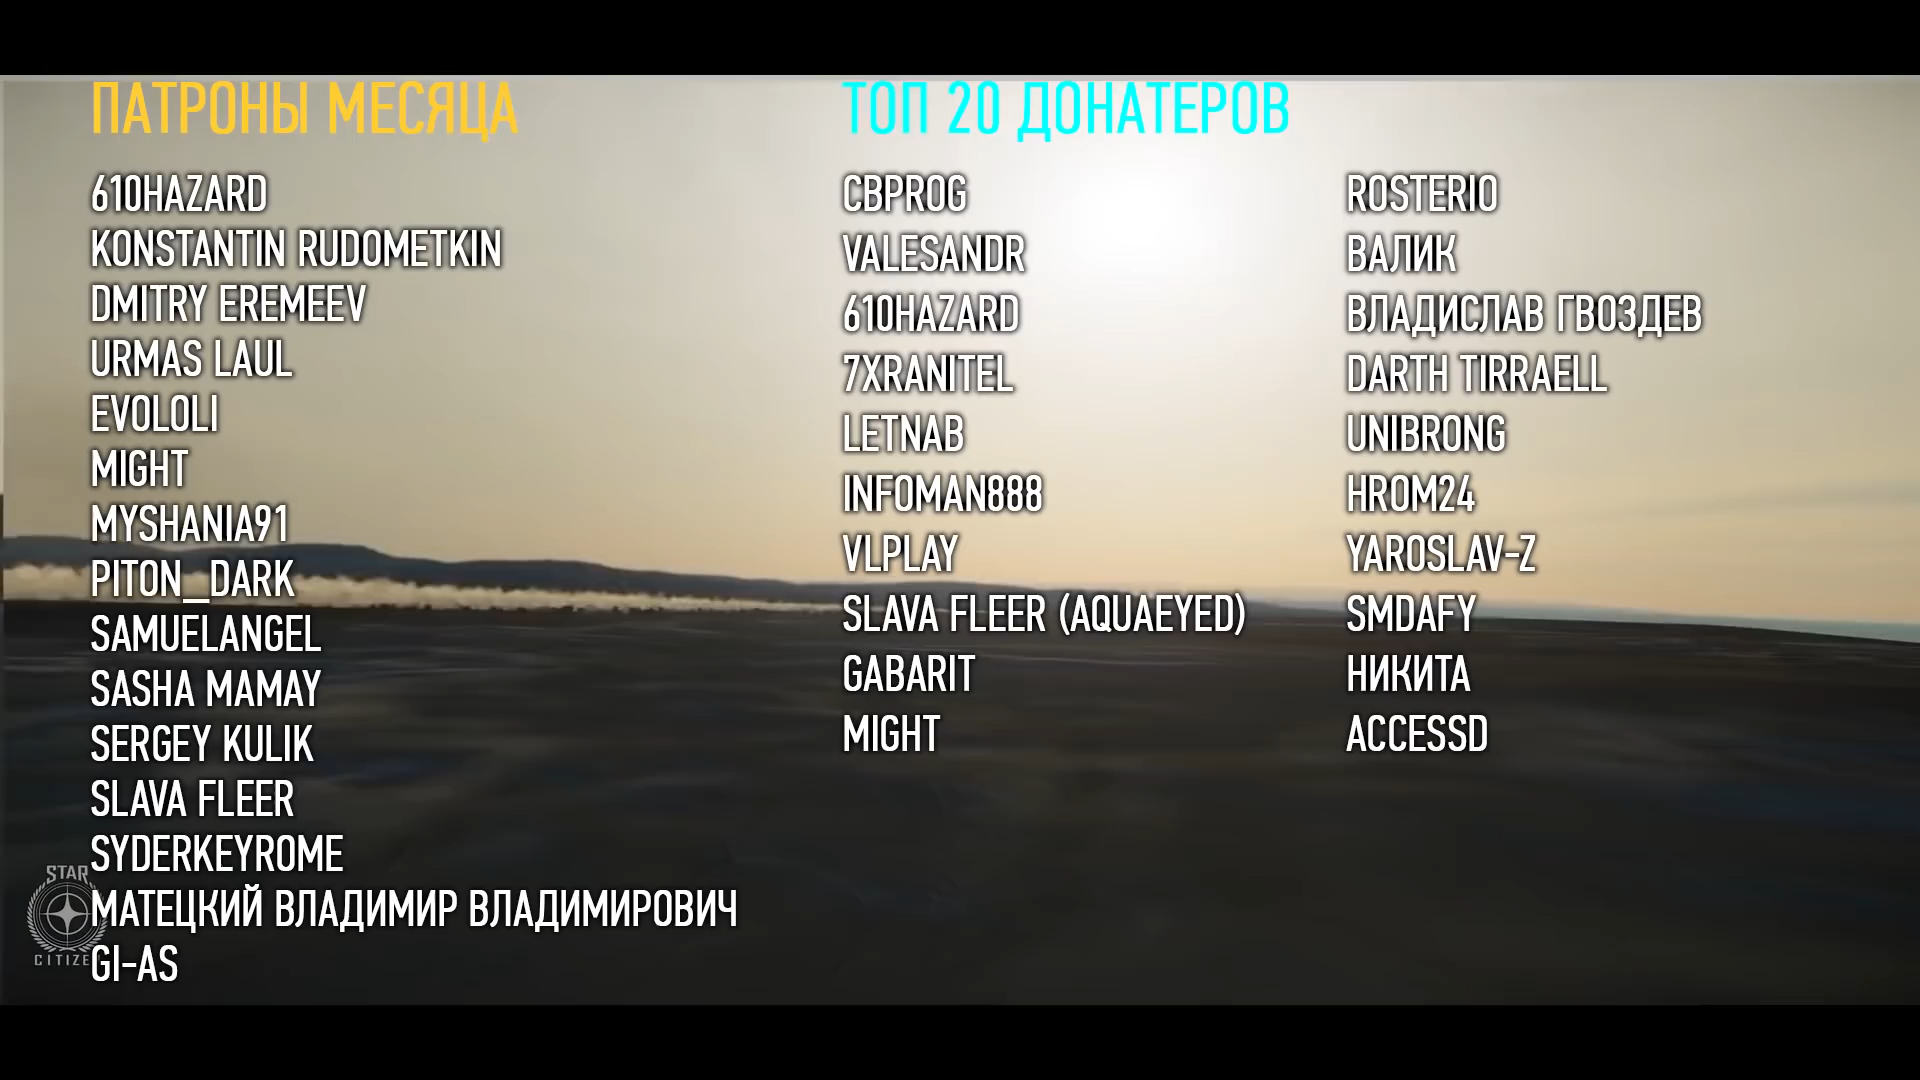 ПАТРОНЫ МЕСЯЦА
610HAZARD
KONSTANTIN RUDOMETKIN
DMITRY EREMEEV
URMAS LAUL
EVOLOLI
MIGHT
MYSHANIA91
PITON_DARK
SAMUELANGEL
SASHA MAMAY
SERGEY KULIK
SLAVA FLEER
SYDERKEYROME
МАТЕЦКИЙ ВЛАДИМИР ВЛАДИМИРОВИЧ
GI-AS
ТОП 20 ДОНАТЕРОВ
CBPROG
VALESANDR
610HAZARD
7XRANITEL
LETNAB
INFOMAN888
VLPLAY
SLAVA FLEER (AQUAEYED)
GABARIT
MIGHT
ROSTERIO
ВАЛИК
ВЛАДИСЛАВ ГВОЗДЕВ
DARTH TIRRAELL
UNIBRONG
HROM24
YAROSLAV-Z
SMDAFY
НИКИТА
ACCESSD
STAR
CITIZE